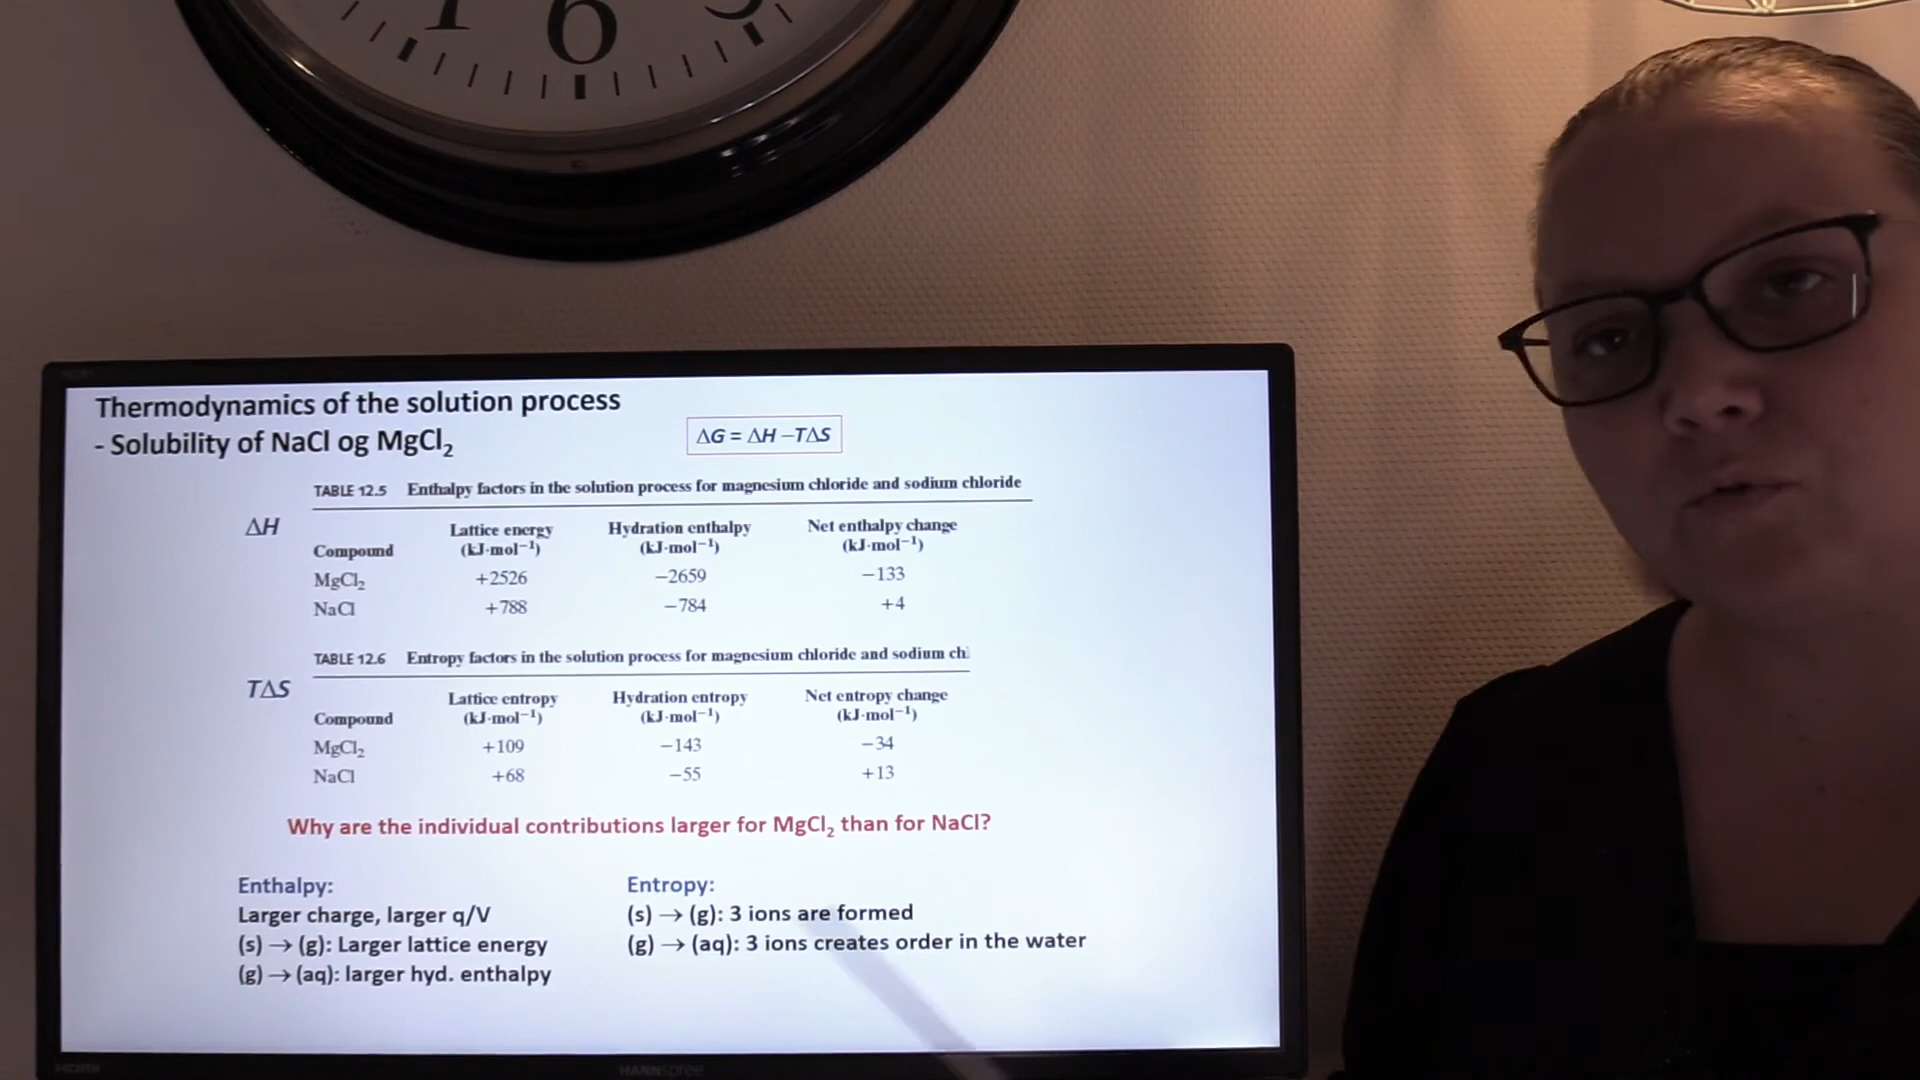 6
Thermodynamics of the solution process
- Solubility of NaCl og MgCl₂
ΔG = ΔH –TΔS
TABLE 12.5 Enthalpy factors in the solution process for magnesium chloride and sodium chloride
ΔH
Compound Lattice energy (kJ·mol⁻¹) Hydration enthalpy (kJ·mol⁻¹) Net enthalpy change (kJ·mol⁻¹)
MgCl₂ +2526 −2659 −133
NaCl +788 −784 +4
TABLE 12.6 Entropy factors in the solution process for magnesium chloride and sodium ch
TΔS
Compound Lattice entropy (kJ·mol⁻¹) Hydration entropy (kJ·mol⁻¹) Net entropy change (kJ·mol⁻¹)
MgCl₂ +109 −143 −34
NaCl +68 −55 +13
Why are the individual contributions larger for MgCl₂ than for NaCl?
Enthalpy:
Larger charge, larger q/V
(s) → (g): Larger lattice energy
(g) → (aq): larger hyd. enthalpy
Entropy:
(s) → (g): 3 ions are formed
(g) → (aq): 3 ions creates order in the water
HDMI
HANNspree